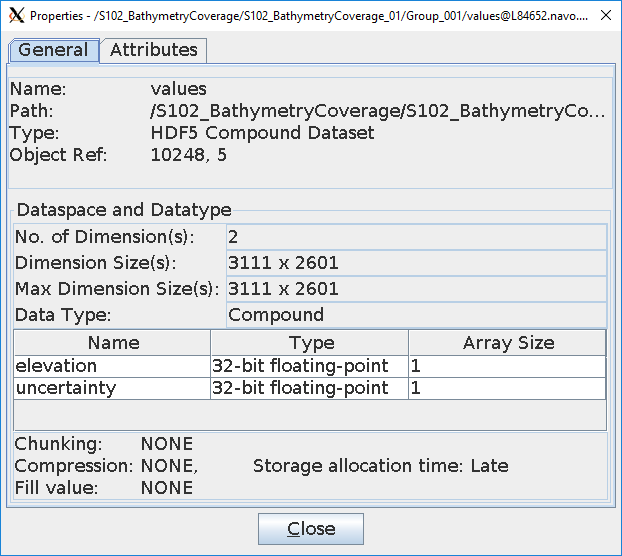 Properties - /S102_BathymetryCoverage/S102_BathymetryCoverage_01/Group_001/values@L84652.navo....
General Attributes
Name: values
Path: /S102_BathymetryCoverage/S102_BathymetryCo...
Type: HDF5 Compound Dataset
Object Ref: 10248, 5
Dataspace and Datatype
No. of Dimension(s): 2
Dimension Size(s): 3111 x 2601
Max Dimension Size(s): 3111 x 2601
Data Type: Compound
Name Type Array Size
elevation 32-bit floating-point 1
uncertainty 32-bit floating-point 1
Chunking: NONE
Compression: NONE, Storage allocation time: Late
Fill value: NONE
Close